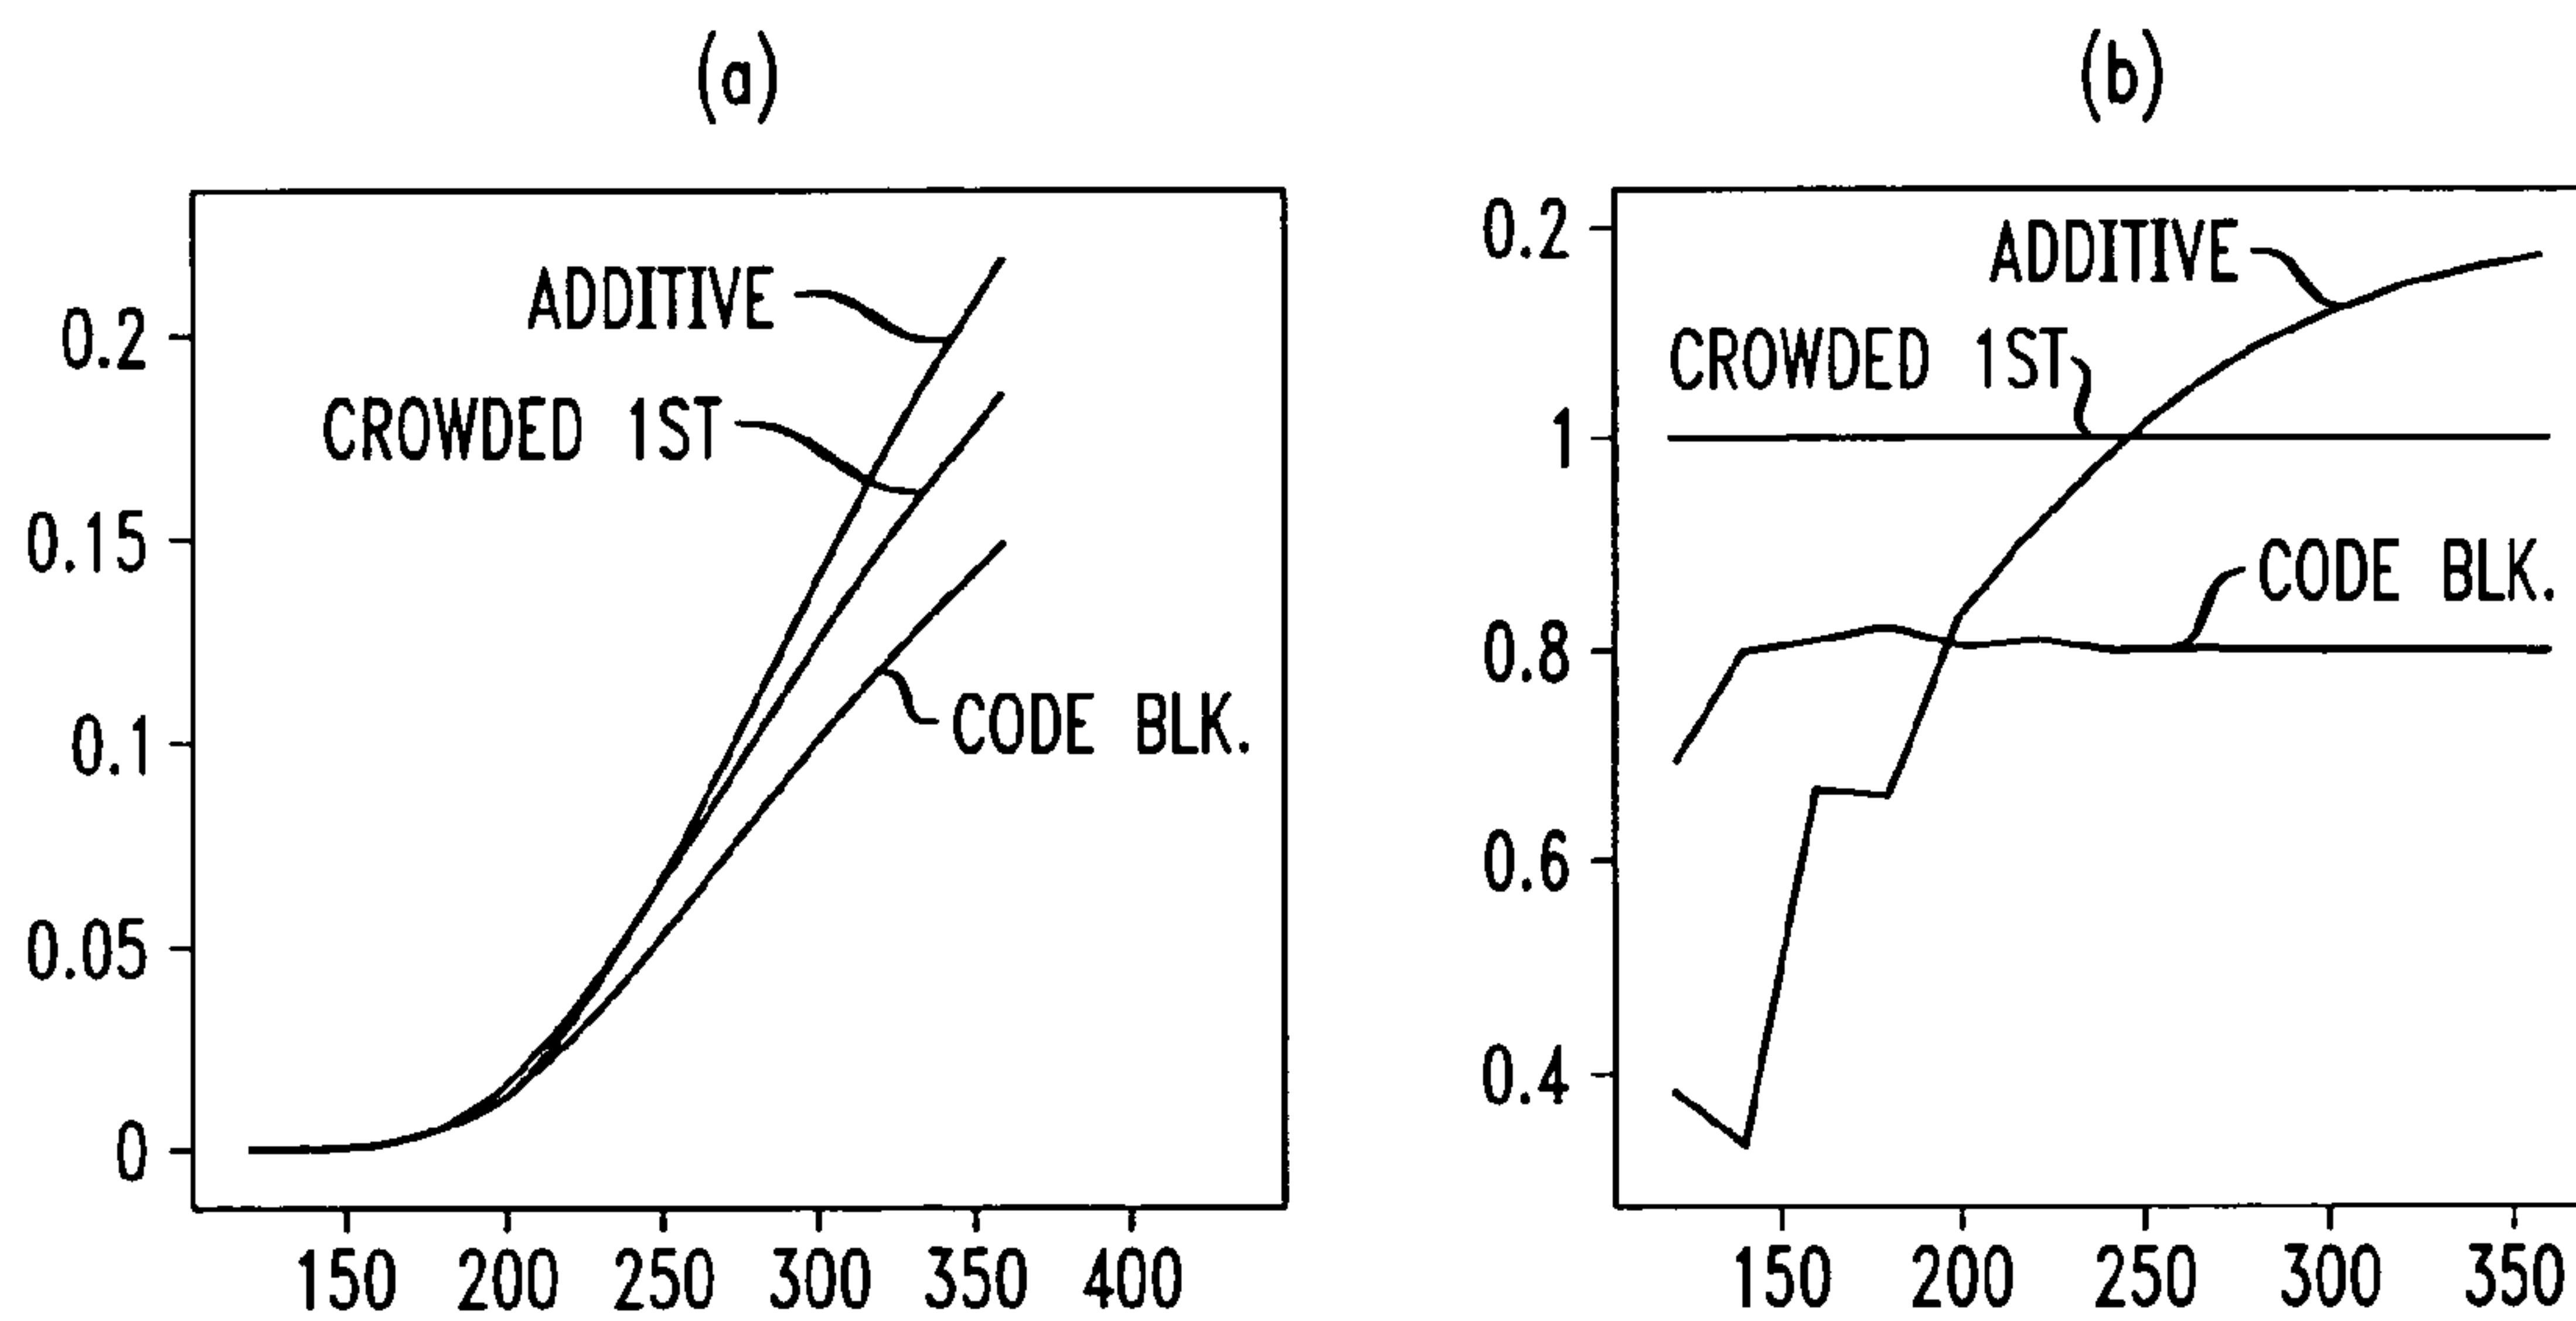 (a)
ADDITIVE
0.2
CROWDED 1ST
0.15
CODE BLK.
0.1
0.05
0
150 200 250 300 350 400
(b)
0.2
ADDITIVE
CROWDED 1ST
1
CODE BLK.
0.8
0.6
0.4
150 200 250 300 350